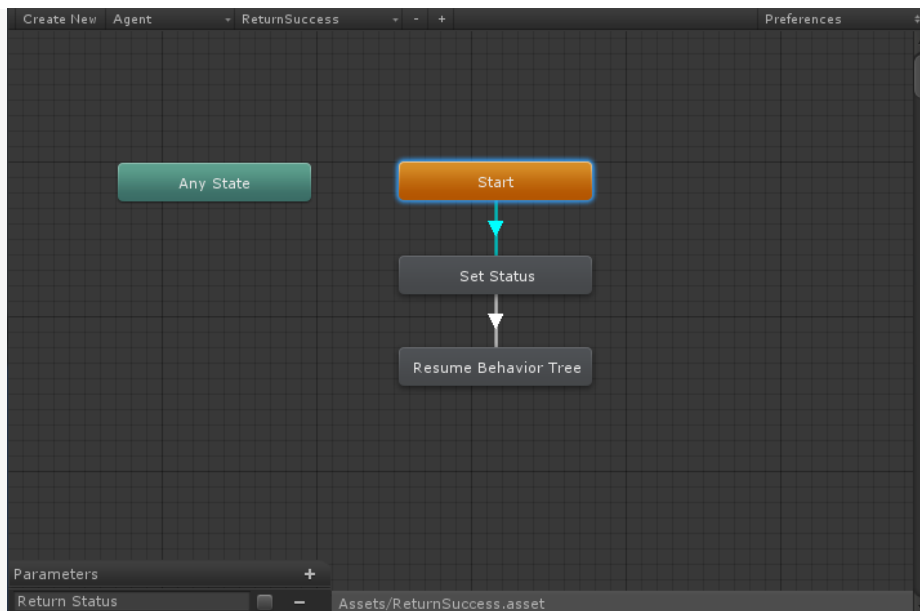 Create New Agent ReturnSuccess - + Preferences
Any State
Start
Set Status
Resume Behavior Tree
Parameters +
Return Status −
Assets/ReturnSuccess.asset